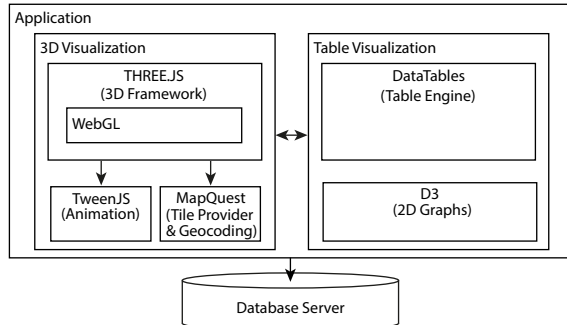 Application
3D Visualization
THREE.JS
(3D Framework)
WebGL
TweenJS
(Animation)
MapQuest
(Tile Provider
& Geocoding)
Table Visualization
DataTables
(Table Engine)
D3
(2D Graphs)
Database Server